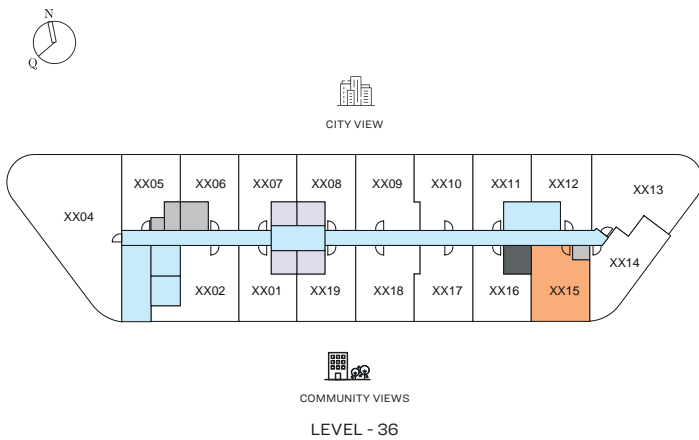 N
Q
CITY VIEW
XX05 XX06 XX07 XX08 XX09 XX10 XX11 XX12 XX13
XX04
XX14
XX02 XX01 XX19 XX18 XX17 XX16 XX15
COMMUNITY VIEWS
LEVEL - 36